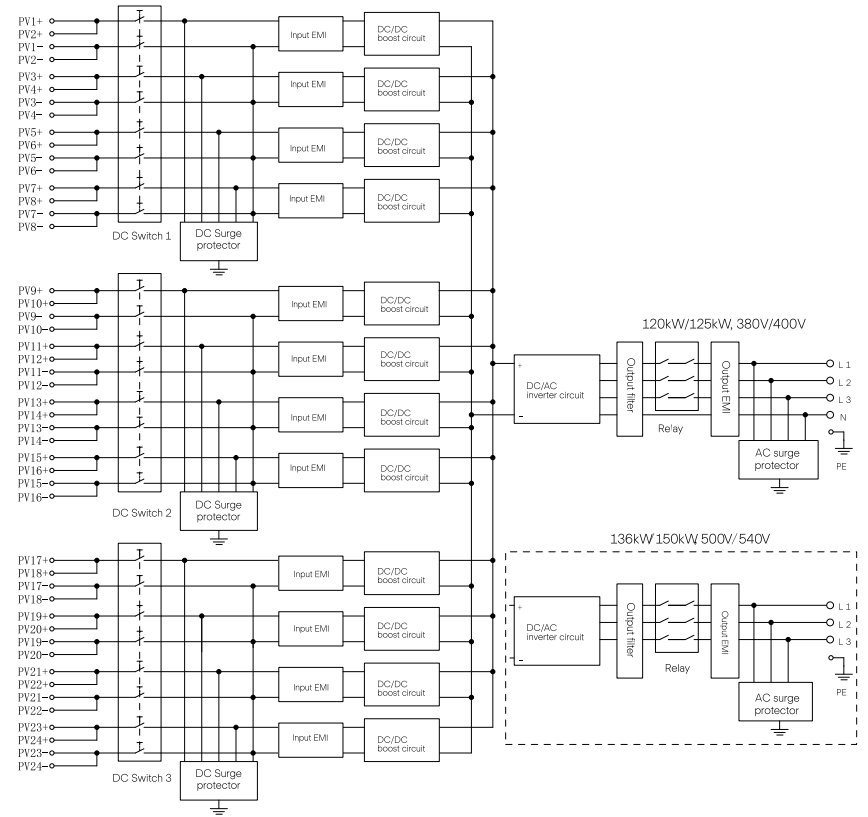 PV1+
PV2+
PV1-
PV2-
PV3+
PV4+
PV3-
PV4-
PV5+
PV6+
PV5-
PV6-
PV7+
PV8+
PV7-
PV8-
DC Switch 1
DC Surge
protector
Input EMI
DC/DC
boost circuit
Input EMI
DC/DC
boost circuit
Input EMI
DC/DC
boost circuit
Input EMI
DC/DC
boost circuit
PV9+
PV10+
PV9-
PV10-
PV11+
PV12+
PV11-
PV12-
PV13+
PV14+
PV13-
PV14-
PV15+
PV16+
PV15-
PV16-
DC Switch 2
DC Surge
protector
Input EMI
DC/DC
boost circuit
Input EMI
DC/DC
boost circuit
Input EMI
DC/DC
boost circuit
Input EMI
DC/DC
boost circuit
PV17+
PV18+
PV17-
PV18-
PV19+
PV20+
PV19-
PV20-
PV21+
PV22+
PV21-
PV22-
PV23+
PV24+
PV23-
PV24-
DC Switch 3
DC Surge
protector
Input EMI
DC/DC
boost circuit
Input EMI
DC/DC
boost circuit
Input EMI
DC/DC
boost circuit
Input EMI
DC/DC
boost circuit
120kW/125kW, 380V/400V
+
DC/AC
inverter circuit
-
Output filter
Relay
Output EMI
L 1
L 2
L 3
N
PE
AC surge
protector
136kW/150kW, 500V/540V
+
DC/AC
inverter circuit
-
Output filter
Relay
Output EMI
L 1
L 2
L 3
PE
AC surge
protector